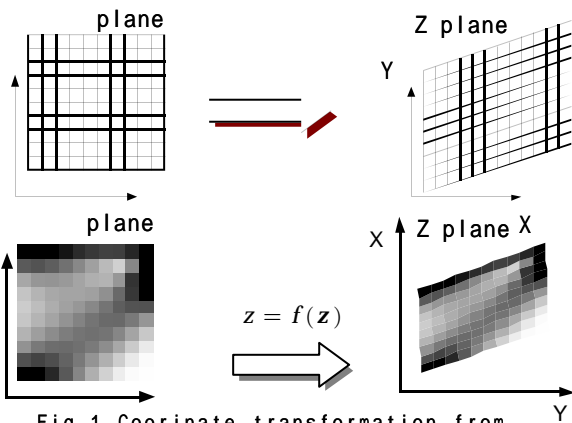 plane
Z plane
Y
plane
X
Z plane
X
z = f(z)
Y
Fig.1 Coorinate transformation from